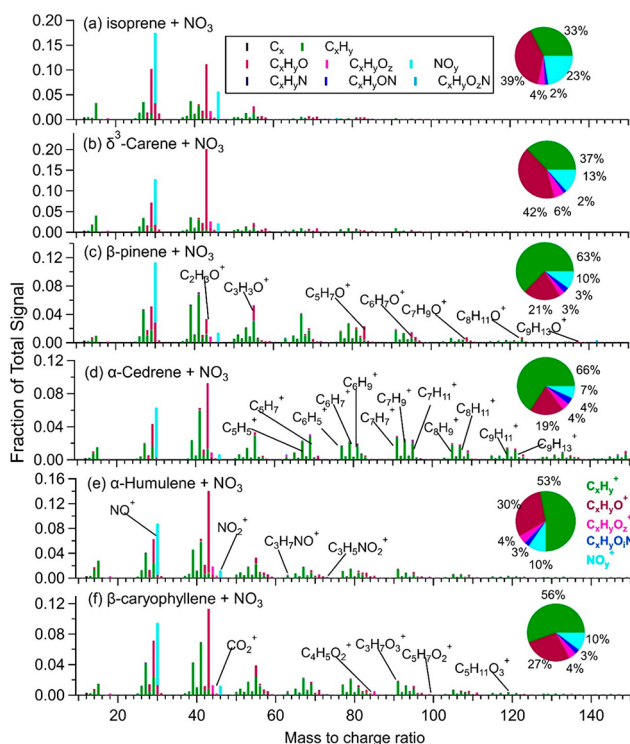 (a) isoprene + NO3
Cx CxHy
CxHyO CxHyOz NOy
CxHyN CxHyON CxHyOzN
33%
23%
2%
4%
39%
0.20
0.15
0.10
0.05
0.00
(b) δ3-Carene + NO3
37%
13%
2%
6%
42%
0.20
0.15
0.10
0.05
0.00
(c) β-pinene + NO3
C2H3O+
C3H3O+
C5H7O+
C6H7O+
C7H9O+
C8H11O+
C9H13O+
63%
10%
3%
3%
21%
0.15
0.10
0.05
0.00
(d) α-Cedrene + NO3
C5H5+
C5H7+
C6H5+
C6H7+
C6H9+
C7H7+
C7H9+
C7H11+
C8H9+
C8H11+
C9H11+
C9H13+
66%
7%
4%
4%
19%
0.12
0.08
0.04
0.00
(e) α-Humulene + NO3
NO+
NO2+
C3H7NO+
C3H5NO2+
53%
30%
4%
3%
10%
CxHy+
CxHyO+
CxHyOz+
CxHyOiN
NOy+
0.16
0.12
0.08
0.04
0.00
(f) β-caryophyllene + NO3
CO2+
C4H5O2+
C3H7O3+
C5H7O2+
C5H11O3+
56%
10%
3%
4%
27%
0.12
0.08
0.04
0.00
20 40 60 80 100 120 140
Mass to charge ratio
Fraction of Total Signal